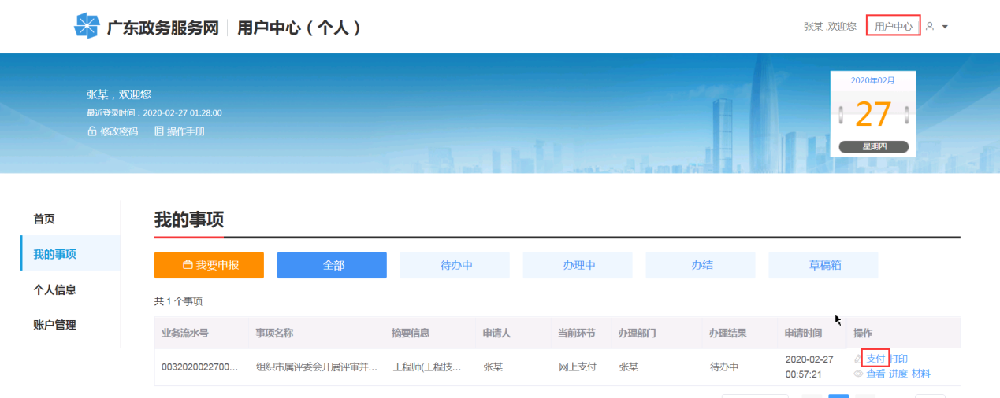 广东政务服务网 用户中心（个人）
张某 ,欢迎您 用户中心
张某，欢迎您
最近登录时间：2020-02-27 01:28:00
修改密码 操作手册
2020年02月
27
星期四
首页
我的事项
个人信息
账户管理
我的事项
我要申报 全部 待办中 办理中 办结 草稿箱
共 1 个事项
业务流水号 事项名称 摘要信息 申请人 当前环节 办理部门 办理结果 申请时间 操作
0032020022700... 组织市属评委会开展评审并... 工程师(工程技... 张某 网上支付 张某 待办中 2020-02-27 00:57:21 支付 打印
查看 进度 材料